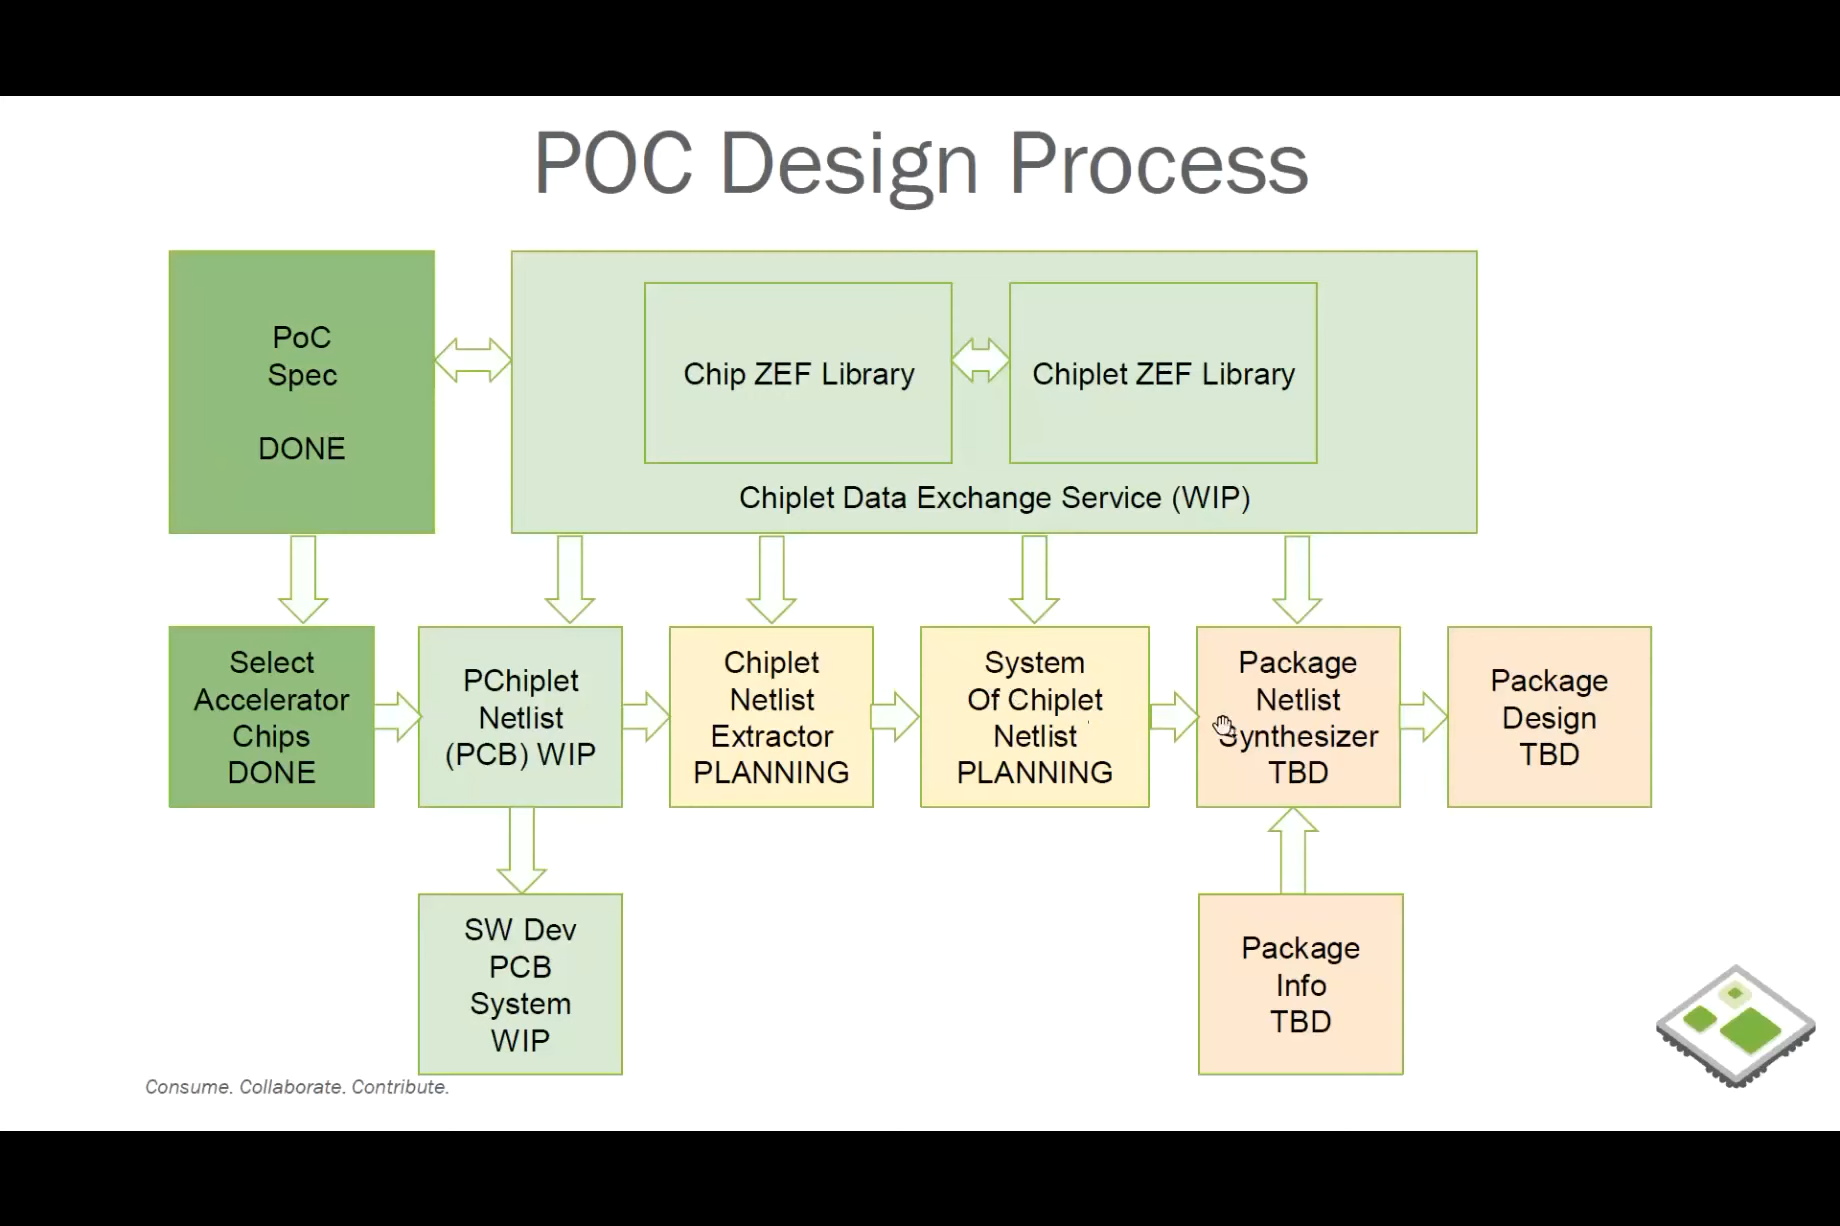 POC Design Process
PoC
Spec
DONE
Chip ZEF Library
Chiplet ZEF Library
Chiplet Data Exchange Service (WIP)
Select
Accelerator
Chips
DONE
PChiplet
Netlist
(PCB) WIP
Chiplet
Netlist
Extractor
PLANNING
System
Of Chiplet
Netlist
PLANNING
Package
Netlist
Synthesizer
TBD
Package
Design
TBD
SW Dev
PCB
System
WIP
Package
Info
TBD
Consume. Collaborate. Contribute.